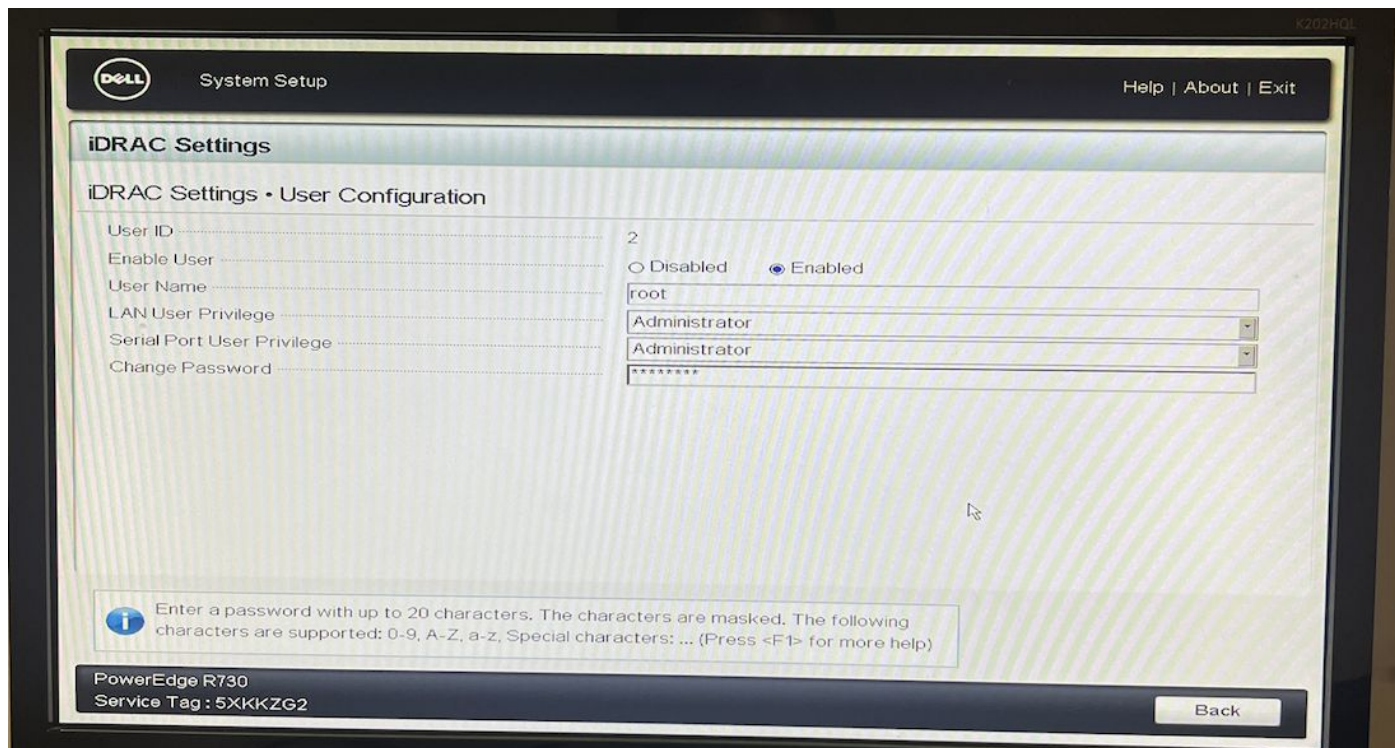 K202HQL
DELL
System Setup
Help | About | Exit
iDRAC Settings
iDRAC Settings • User Configuration
User ID 2
Enable User Disabled Enabled
User Name root
LAN User Privilege Administrator
Serial Port User Privilege Administrator
Change Password ********
Enter a password with up to 20 characters. The characters are masked. The following
characters are supported: 0-9, A-Z, a-z, Special characters: ... (Press <F1> for more help)
PowerEdge R730
Service Tag : 5XKKZG2
Back